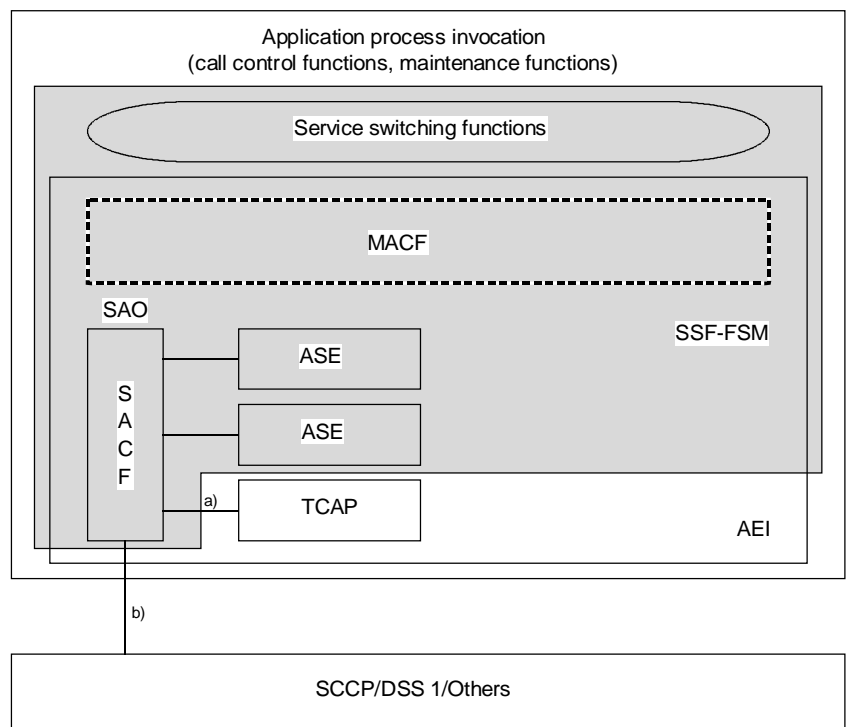 Application process invocation
(call control functions, maintenance functions)
Service switching functions
MACF
SAO
SSF-FSM
ASE
S
A
C
F
ASE
a)
TCAP
AEI
b)
SCCP/DSS 1/Others